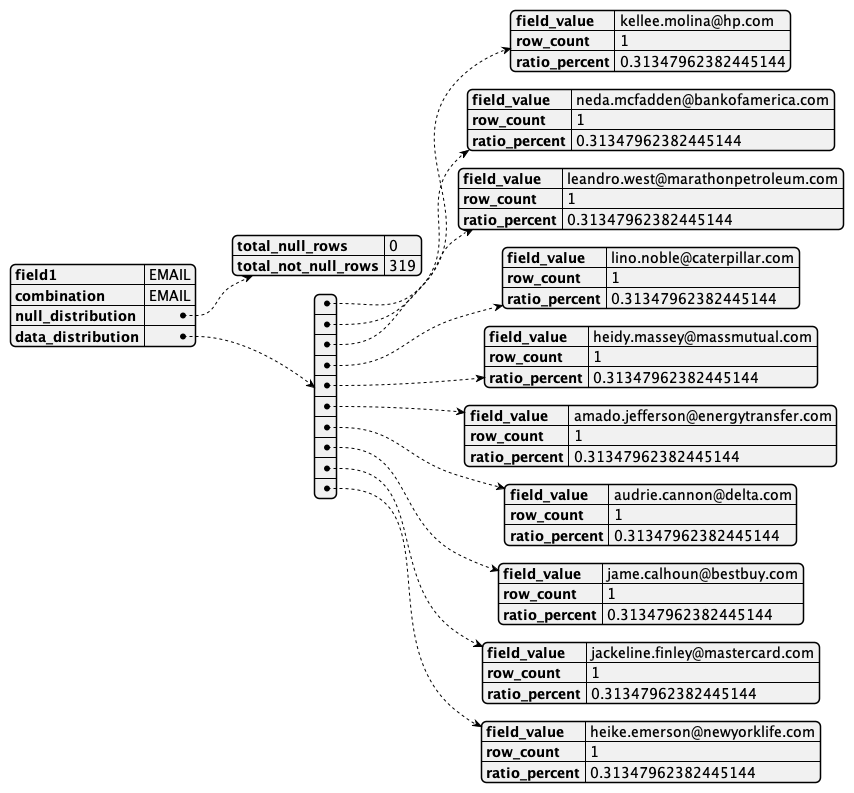 field1 EMAIL
combination EMAIL
null_distribution
data_distribution
total_null_rows 0
total_not_null_rows 319
field_value kellee.molina@hp.com
row_count 1
ratio_percent 0.31347962382445144
field_value neda.mcfadden@bankofamerica.com
row_count 1
ratio_percent 0.31347962382445144
field_value leandro.west@marathonpetroleum.com
row_count 1
ratio_percent 0.31347962382445144
field_value lino.noble@caterpillar.com
row_count 1
ratio_percent 0.31347962382445144
field_value heidy.massey@massmutual.com
row_count 1
ratio_percent 0.31347962382445144
field_value amado.jefferson@energytransfer.com
row_count 1
ratio_percent 0.31347962382445144
field_value audrie.cannon@delta.com
row_count 1
ratio_percent 0.31347962382445144
field_value jame.calhoun@bestbuy.com
row_count 1
ratio_percent 0.31347962382445144
field_value jackeline.finley@mastercard.com
row_count 1
ratio_percent 0.31347962382445144
field_value heike.emerson@newyorklife.com
row_count 1
ratio_percent 0.31347962382445144